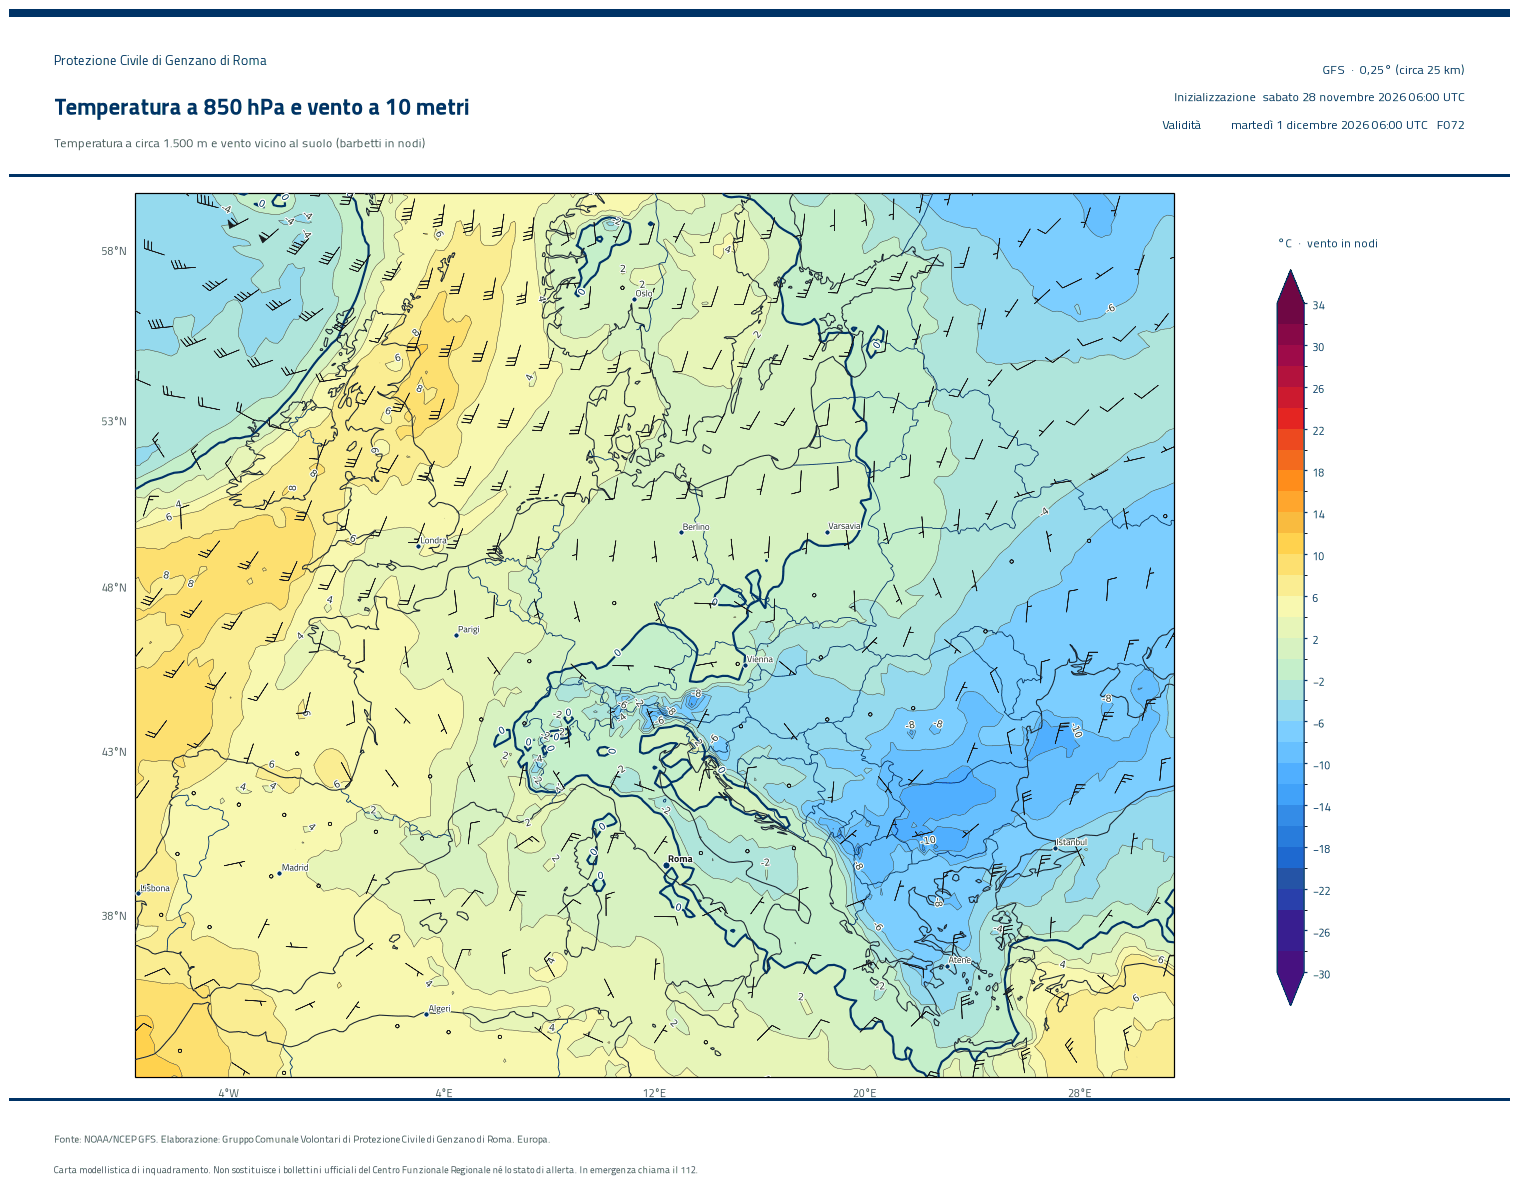 Protezione Civile di Genzano di Roma
Temperatura a 850 hPa e vento a 10 metri
Temperatura a circa 1.500 m e vento vicino al suolo (barbetti in nodi)
GFS · 0,25° (circa 25 km)
Inizializzazione sabato 28 novembre 2026 06:00 UTC
Validità martedì 1 dicembre 2026 06:00 UTC F072
°C · vento in nodi
34
30
26
22
18
14
10
6
2
−2
−6
−10
−14
−18
−22
−26
−30
58°N
53°N
48°N
43°N
38°N
4°W
4°E
12°E
20°E
28°E
Oslo
Berlino
Varsavia
Londra
Parigi
Vienna
Madrid
Roma
Istanbul
Lisbona
Atene
Algeri
Fonte: NOAA/NCEP GFS. Elaborazione: Gruppo Comunale Volontari di Protezione Civile di Genzano di Roma. Europa.
Carta modellistica di inquadramento. Non sostituisce i bollettini ufficiali del Centro Funzionale Regionale né lo stato di allerta. In emergenza chiama il 112.